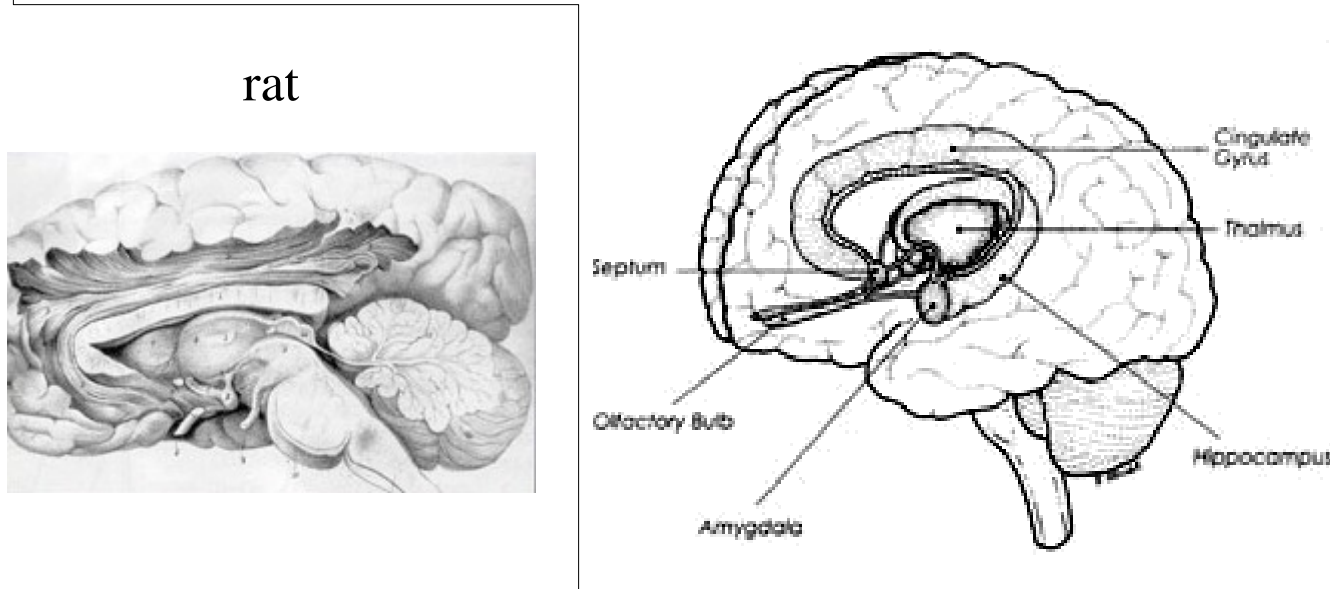 rat
Cingulate
Gyrus
Thalmus
Septum
Olfactory Bulb
Hippocampus
Amygdala